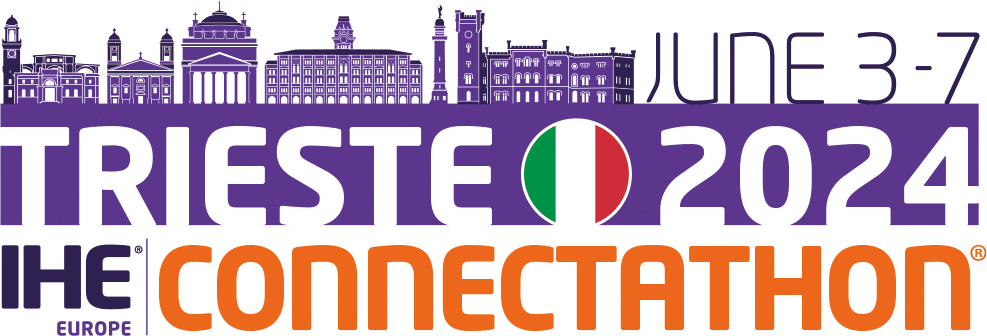 JUNE 3-7
TRIESTE 2024
IHE® CONNECTATHON®
EUROPE